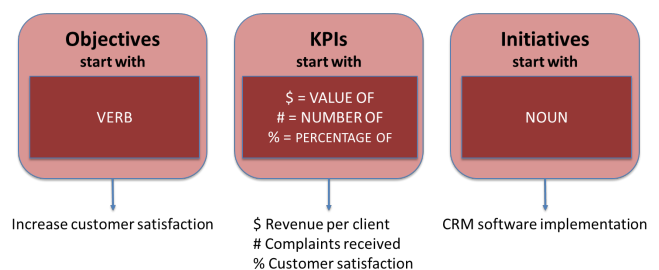 Objectives
start with
VERB
Increase customer satisfaction
KPIs
start with
$ = VALUE OF
# = NUMBER OF
% = PERCENTAGE OF
$ Revenue per client
# Complaints received
% Customer satisfaction
Initiatives
start with
NOUN
CRM software implementation